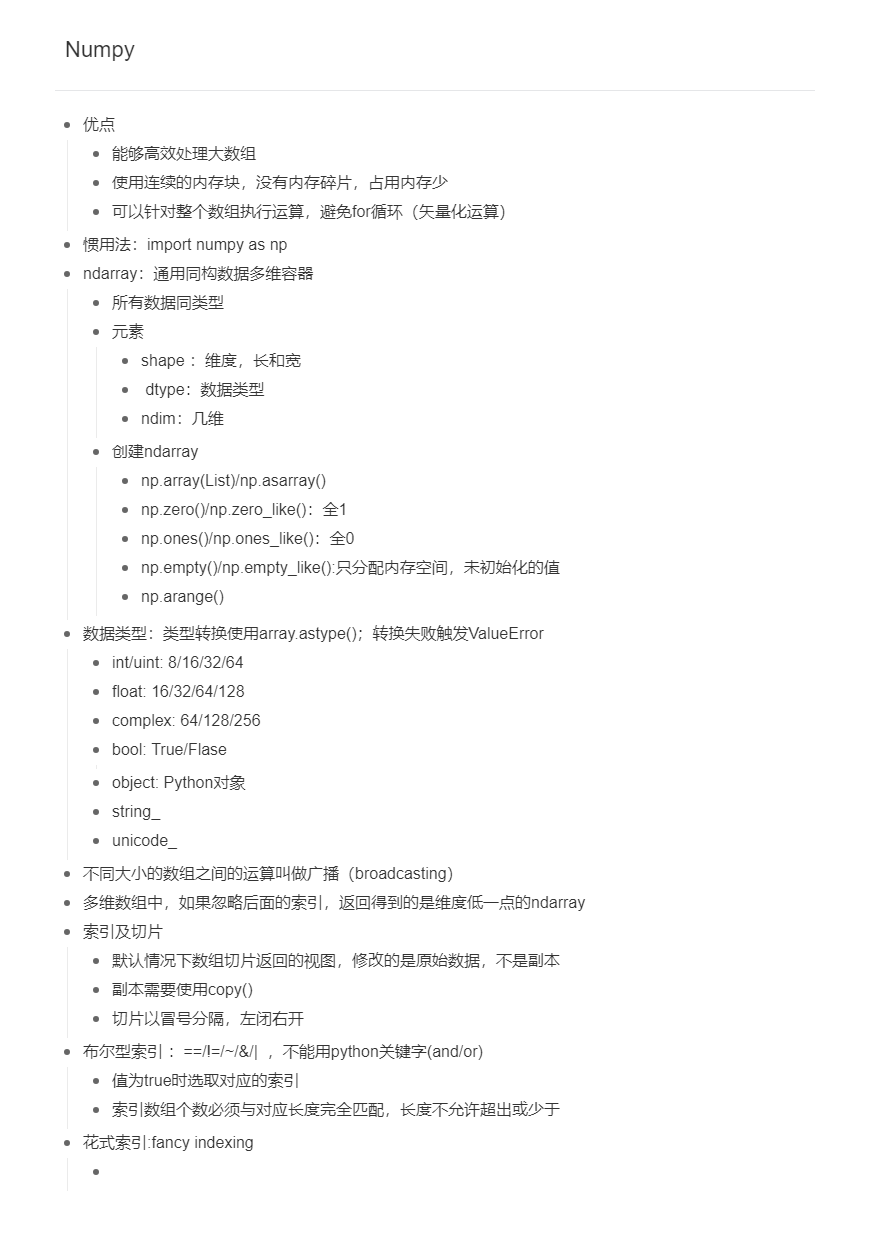 Numpy
优点
能够高效处理大数组
使用连续的内存块，没有内存碎片，占用内存少
可以针对整个数组执行运算，避免for循环（矢量化运算）
惯用法：import numpy as np
ndarray：通用同构数据多维容器
所有数据同类型
元素
shape ：维度，长和宽
dtype：数据类型
ndim：几维
创建ndarray
np.array(List)/np.asarray()
np.zero()/np.zero_like()：全1
np.ones()/np.ones_like()：全0
np.empty()/np.empty_like():只分配内存空间，未初始化的值
np.arange()
数据类型：类型转换使用array.astype()；转换失败触发ValueError
int/uint: 8/16/32/64
float: 16/32/64/128
complex: 64/128/256
bool: True/Flase
object: Python对象
string_
unicode_
不同大小的数组之间的运算叫做广播（broadcasting）
多维数组中，如果忽略后面的索引，返回得到的是维度低一点的ndarray
索引及切片
默认情况下数组切片返回的视图，修改的是原始数据，不是副本
副本需要使用copy()
切片以冒号分隔，左闭右开
布尔型索引 ：==/!=/~/&/| ，不能用python关键字(and/or)
值为true时选取对应的索引
索引数组个数必须与对应长度完全匹配，长度不允许超出或少于
花式索引:fancy indexing